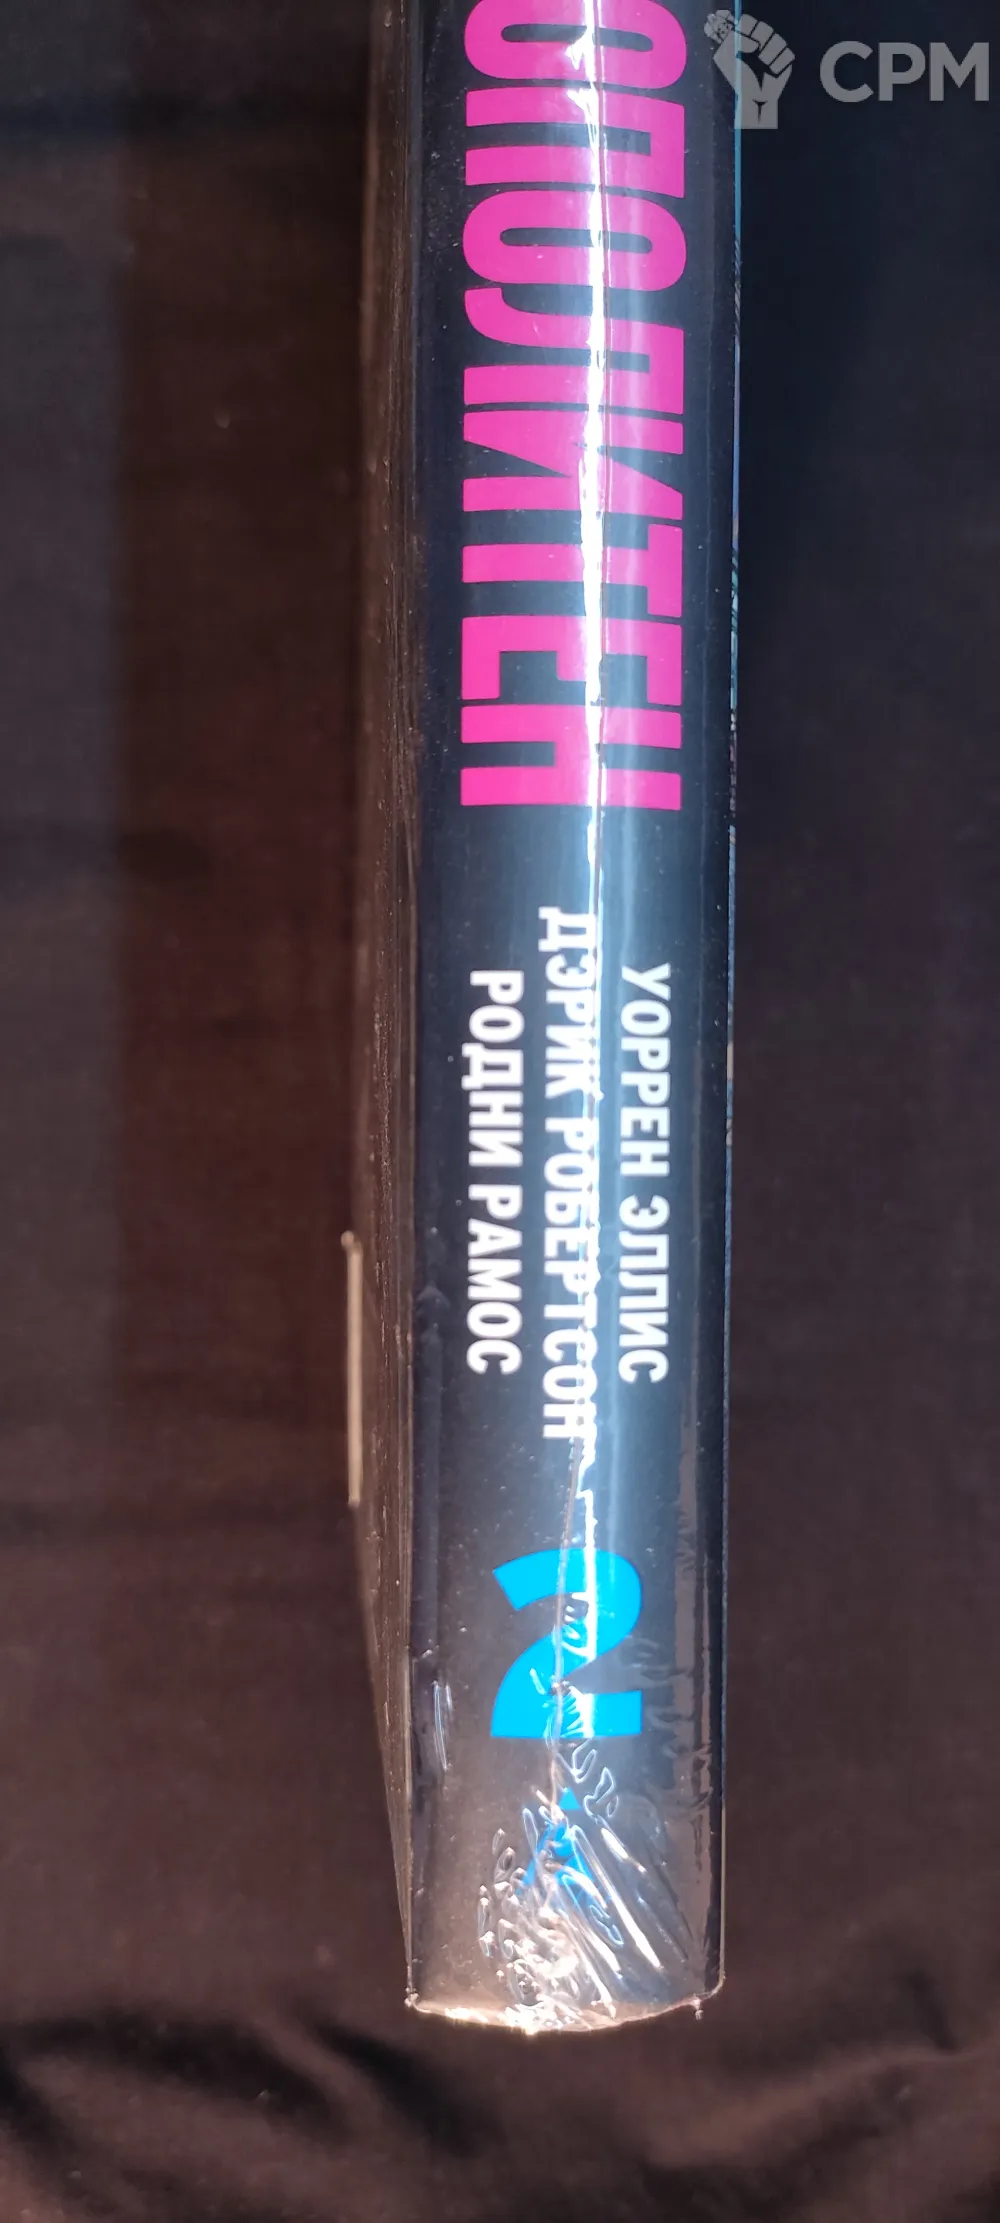 CPM
ОПОЛИТЕН
УОРРЕН ЭЛЛИС
ДЭРИК РОБЕРТСОН
РОДНИ РАМОС
2